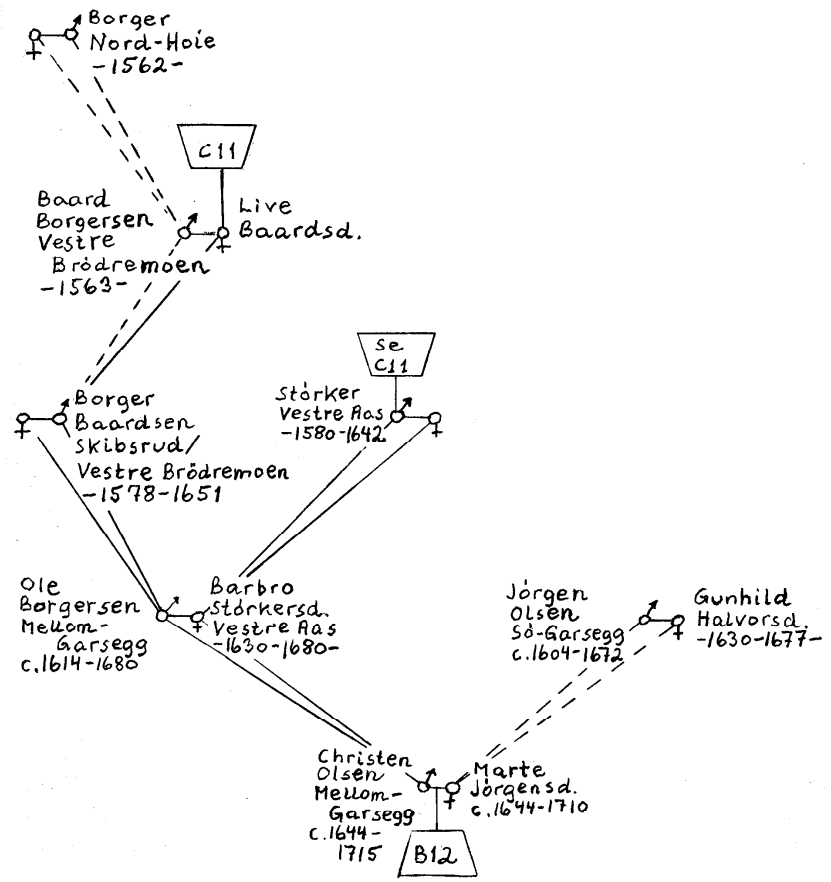 Borger
Nord-Hoie
-1562-
C11
Baard
Borgersen
Vestre
Brödremoen
-1563-
Live
Baardsd.
Borger
Baardsen
Skibsrud/
Vestre Brödremoen
-1578-1651
Se
C11
Störker
Vestre Aas
-1580-1642
Ole
Borgersen
Mellom-
Garsegg
c.1614-1680
Barbro
Störkersd.
Vestre Aas
-1630-1680-
Jörgen
Olsen
Sö-Garsegg
c.1604-1672
Gunhild
Halvorsd.
-1630-1677-
Christen
Olsen
Mellom-
Garsegg
c.1644-
1715
Marte
Jörgensd.
c.1644-1710
B12